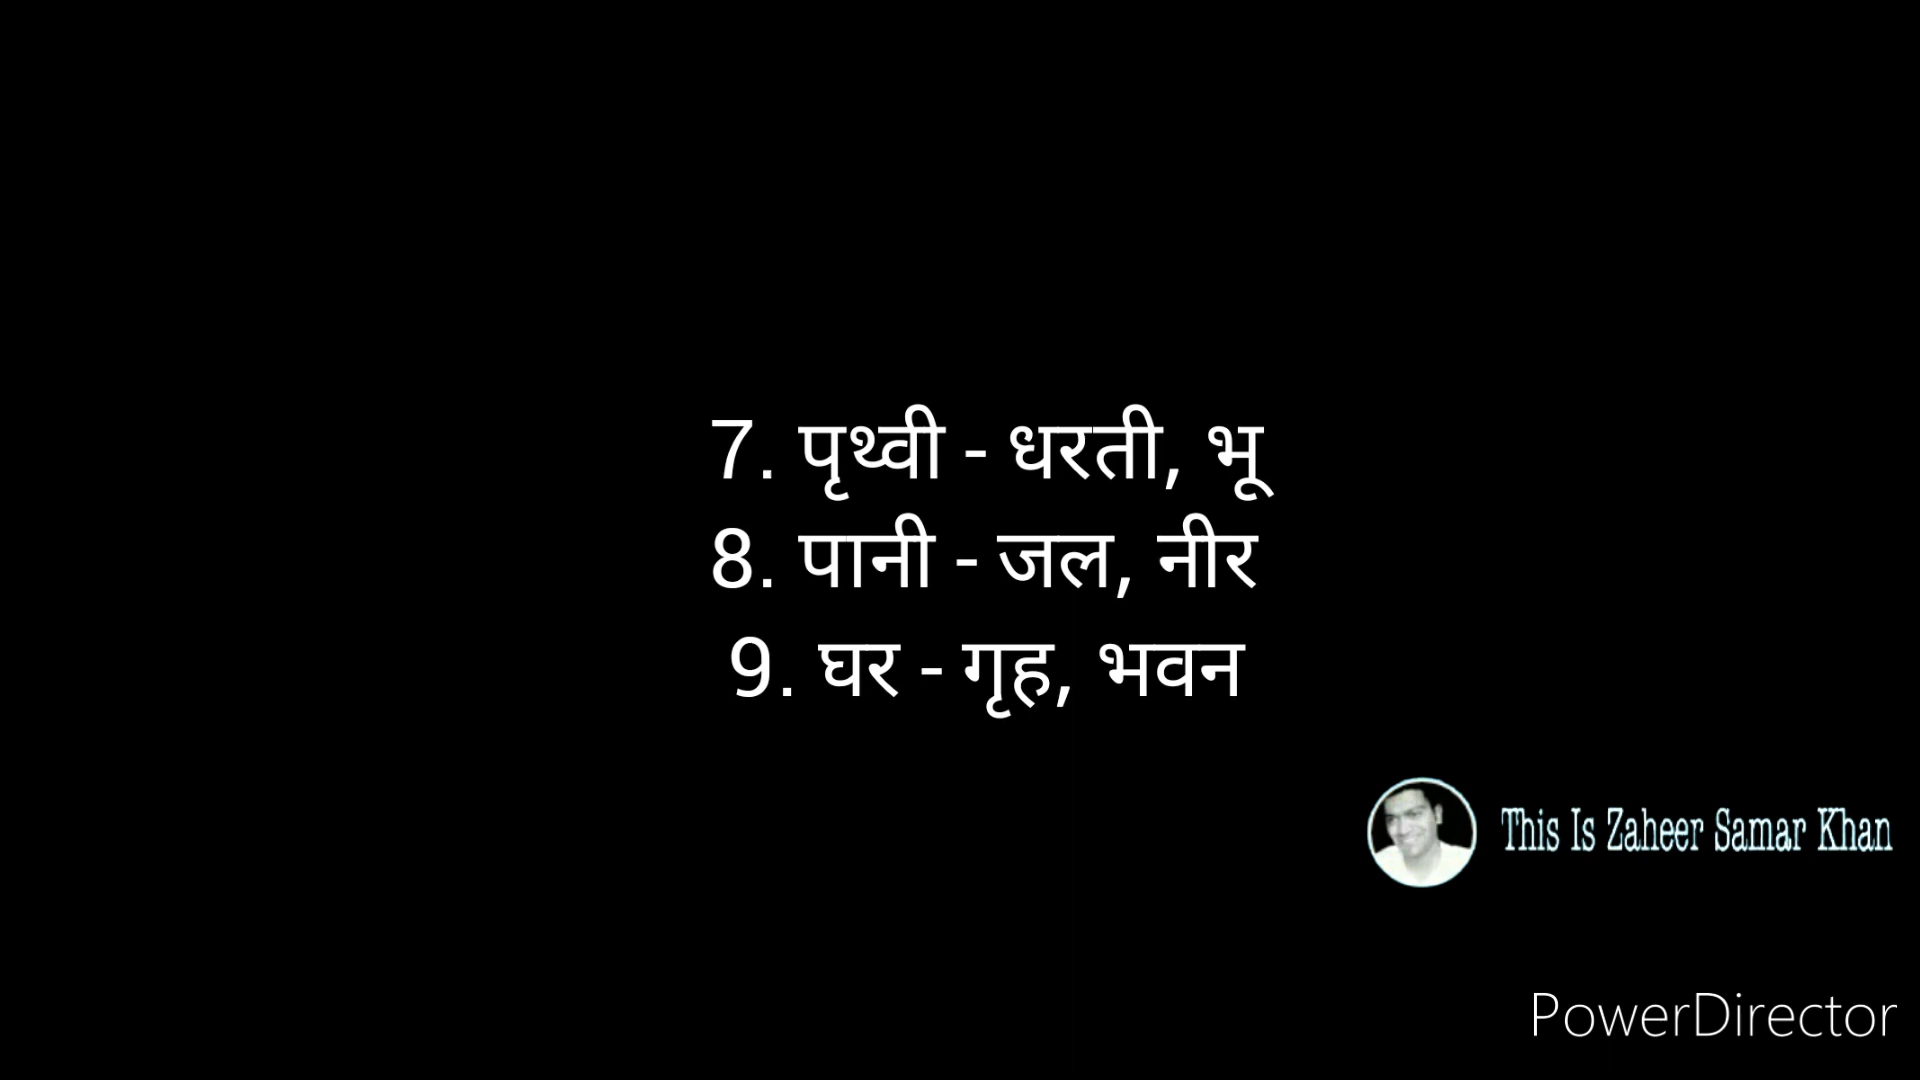 7. पृथ्वी - धरती, भू
8. पानी - जल, नीर
9. घर - गृह, भवन
This Is Zaheer Samar Khan
PowerDirector